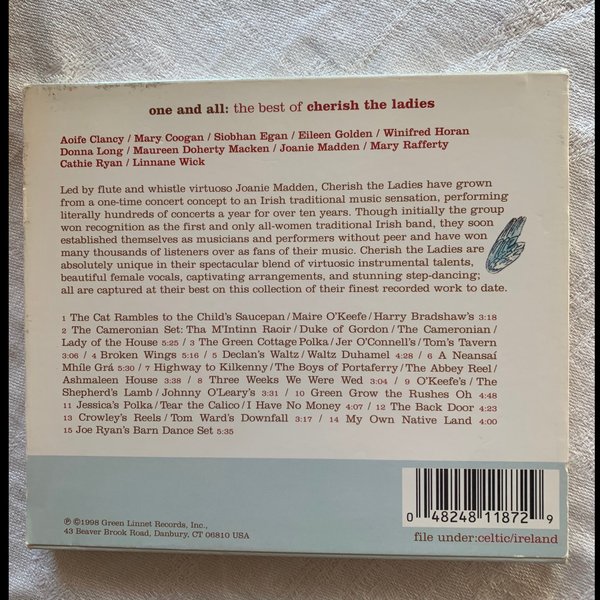 one and all: the best of cherish the ladies
Aoife Clancy / Mary Coogan / Siobhan Egan / Eileen Golden / Winifred Horan
Donna Long / Maureen Doherty Macken / Joanie Madden / Mary Rafferty
Cathie Ryan / Linnane Wick
Led by flute and whistle virtuoso Joanie Madden, Cherish the Ladies have grown
from a one-time concert concept to an Irish traditional music sensation, performing
literally hundreds of concerts a year for over ten years. Though initially the group
won recognition as the first and only all-women traditional Irish band, they soon
established themselves as musicians and performers without peer and have won
many thousands of listeners over as fans of their music. Cherish the Ladies are
absolutely unique in their spectacular blend of virtuosic instrumental talents,
beautiful female vocals, captivating arrangements, and stunning step-dancing;
all are captured at their best on this collection of their finest recorded work to date.
1 The Cat Rambles to the Child's Saucepan / Maire O'Keefe / Harry Bradshaw's 3:18
2 The Cameronian Set: Tha M'Intinn Raoir / Duke of Gordon / The Cameronian /
Lady of the House 5:25 / 3 The Green Cottage Polka / Jer O'Connell's / Tom's Tavern
3:06 / 4 Broken Wings 5:16 / 5 Declan's Waltz / Waltz Duhamel 4:28 / 6 A Neansaí
Mhíle Grá 5:30 / 7 Highway to Kilkenny / The Boys of Portaferry / The Abbey Reel /
Ashmaleen House 3:38 / 8 Three Weeks We Were Wed 3:04 / 9 O'Keefe's / The
Shepherd's Lamb / Johnny O'Leary's 3:31 / 10 Green Grow the Rushes Oh 4:48
11 Jessica's Polka / Tear the Calico / I Have No Money 4:07 / 12 The Back Door 4:23
13 Crowley's Reels / Tom Ward's Downfall 3:17 / 14 My Own Native Land 4:00
15 Joe Ryan's Barn Dance Set 5:35
℗ ©1998 Green Linnet Records, Inc.,
43 Beaver Brook Road, Danbury, CT 06810 USA
0 48248 11872 9
file under:celtic/ireland